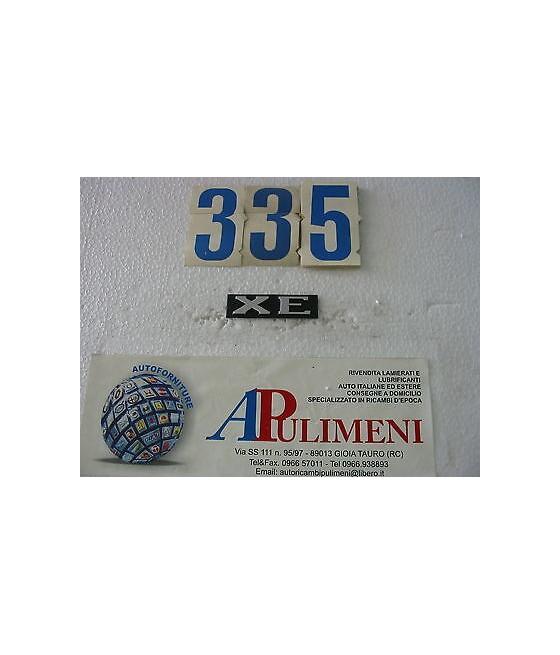 335
XE
AUTOFORNITURE
RIVENDITA LAMIERATI E
LUBRIFICANTI
AUTO ITALIANE ED ESTERE
CONSEGNE A DOMICILIO
SPECIALIZZATO IN RICAMBI D'EPOCA
APULIMENI
Via SS 111 n. 95/97 - 89013 GIOIA TAURO (RC)
Tel&Fax. 0966 57011 - Tel 0966.938893
Email: autoricambipulimeni@libero.it